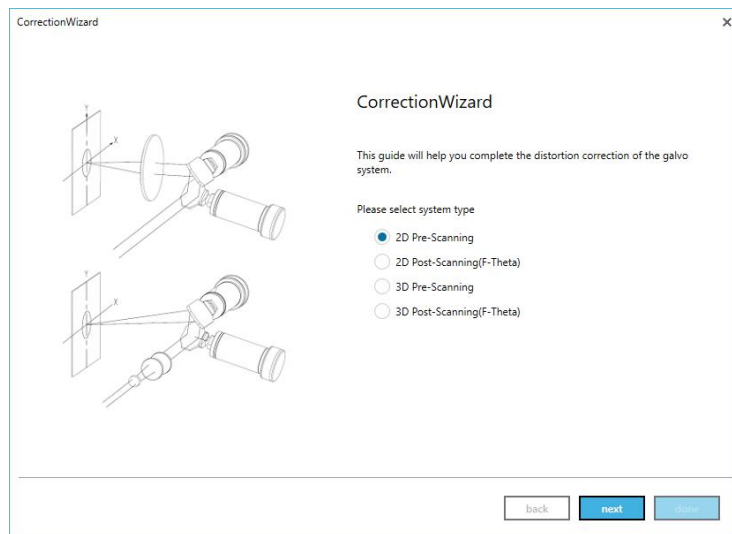 CorrectionWizard
CorrectionWizard
This guide will help you complete the distortion correction of the galvo
system.
Please select system type
2D Pre-Scanning
2D Post-Scanning(F-Theta)
3D Pre-Scanning
3D Post-Scanning(F-Theta)
Y
X
Y
X
back
next
done